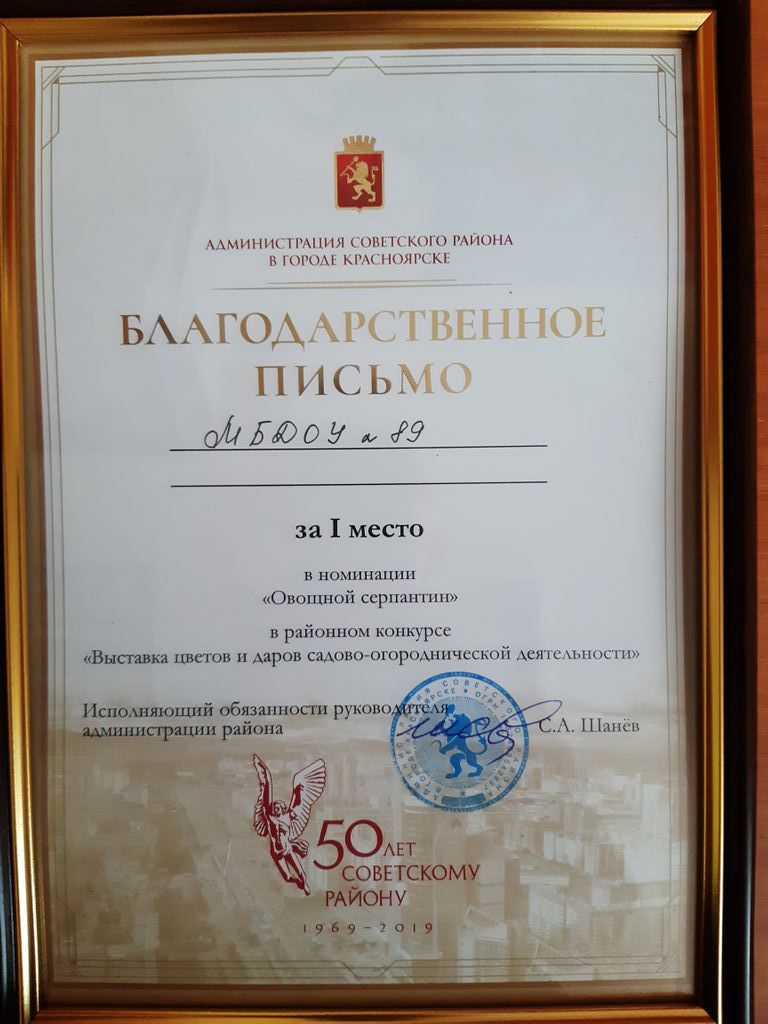 АДМИНИСТРАЦИЯ СОВЕТСКОГО РАЙОНА
В ГОРОДЕ КРАСНОЯРСКЕ
БЛАГОДАРСТВЕННОЕ
ПИСЬМО
МБДОУ № 89
за I место
в номинации
«Овощной серпантин»
в районном конкурсе
«Выставка цветов и даров садово-огороднической деятельности»
Исполняющий обязанности руководителя
администрации района
С.А. Шанёв
50 ЛЕТ
СОВЕТСКОМУ
РАЙОНУ
1969-2019